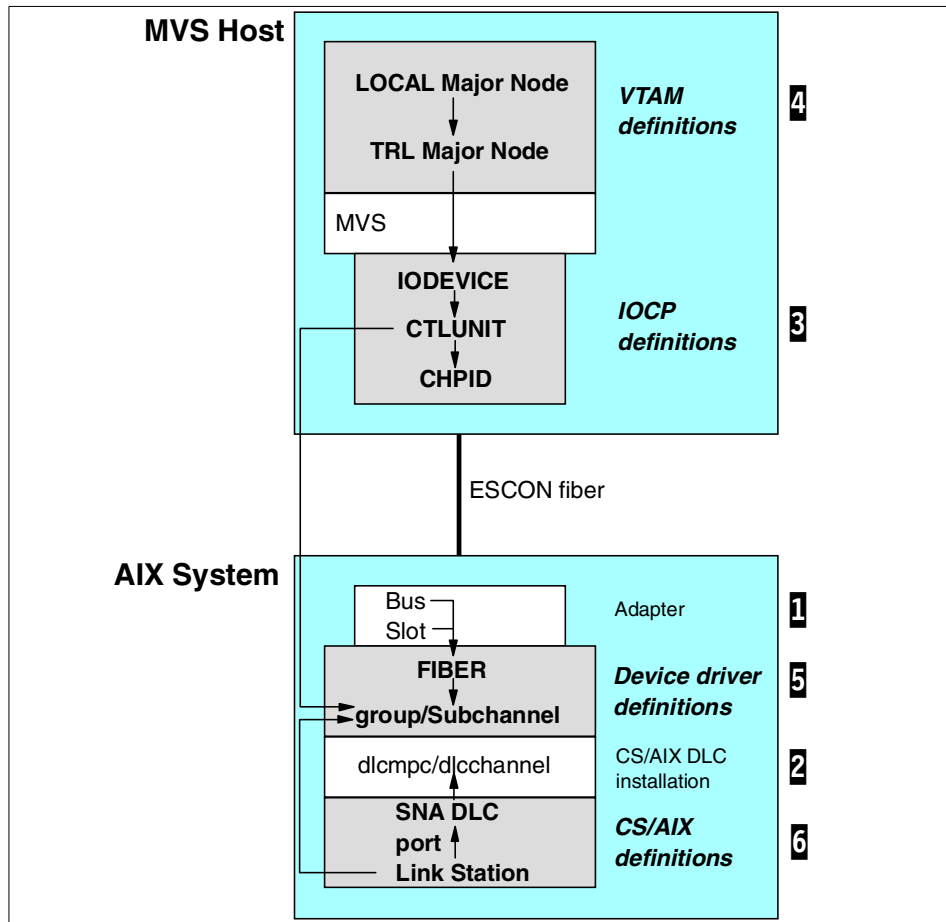 MVS Host
LOCAL Major Node
TRL Major Node
VTAM
definitions
4
MVS
IODEVICE
CTLUNIT
CHPID
IOCP
definitions
3
ESCON fiber
AIX System
Bus
Slot
Adapter
1
FIBER
group/Subchannel
Device driver
definitions
5
dlcmpc/dlcchannel
CS/AIX DLC
installation
2
SNA DLC
port
Link Station
CS/AIX
definitions
6